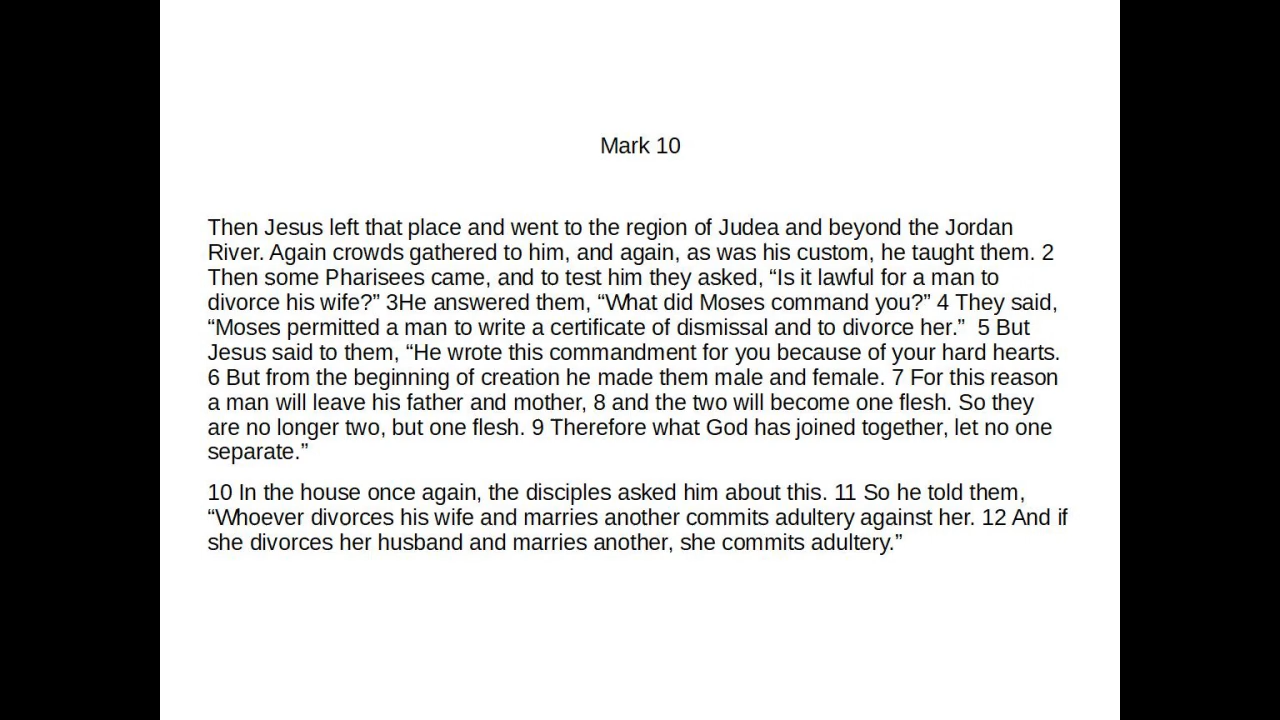 Mark 10
Then Jesus left that place and went to the region of Judea and beyond the Jordan
River. Again crowds gathered to him, and again, as was his custom, he taught them. 2
Then some Pharisees came, and to test him they asked, “Is it lawful for a man to
divorce his wife?” 3He answered them, “What did Moses command you?” 4 They said,
“Moses permitted a man to write a certificate of dismissal and to divorce her.”  5 But
Jesus said to them, “He wrote this commandment for you because of your hard hearts.
6 But from the beginning of creation he made them male and female. 7 For this reason
a man will leave his father and mother, 8 and the two will become one flesh. So they
are no longer two, but one flesh. 9 Therefore what God has joined together, let no one
separate.”
10 In the house once again, the disciples asked him about this. 11 So he told them,
“Whoever divorces his wife and marries another commits adultery against her. 12 And if
she divorces her husband and marries another, she commits adultery.”